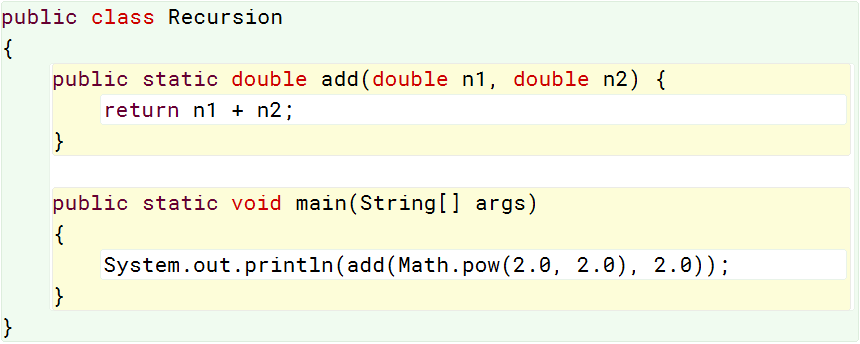 public class Recursion
{
    public static double add(double n1, double n2) {
        return n1 + n2;
    }

    public static void main(String[] args)
    {
        System.out.println(add(Math.pow(2.0, 2.0), 2.0));
    }
}